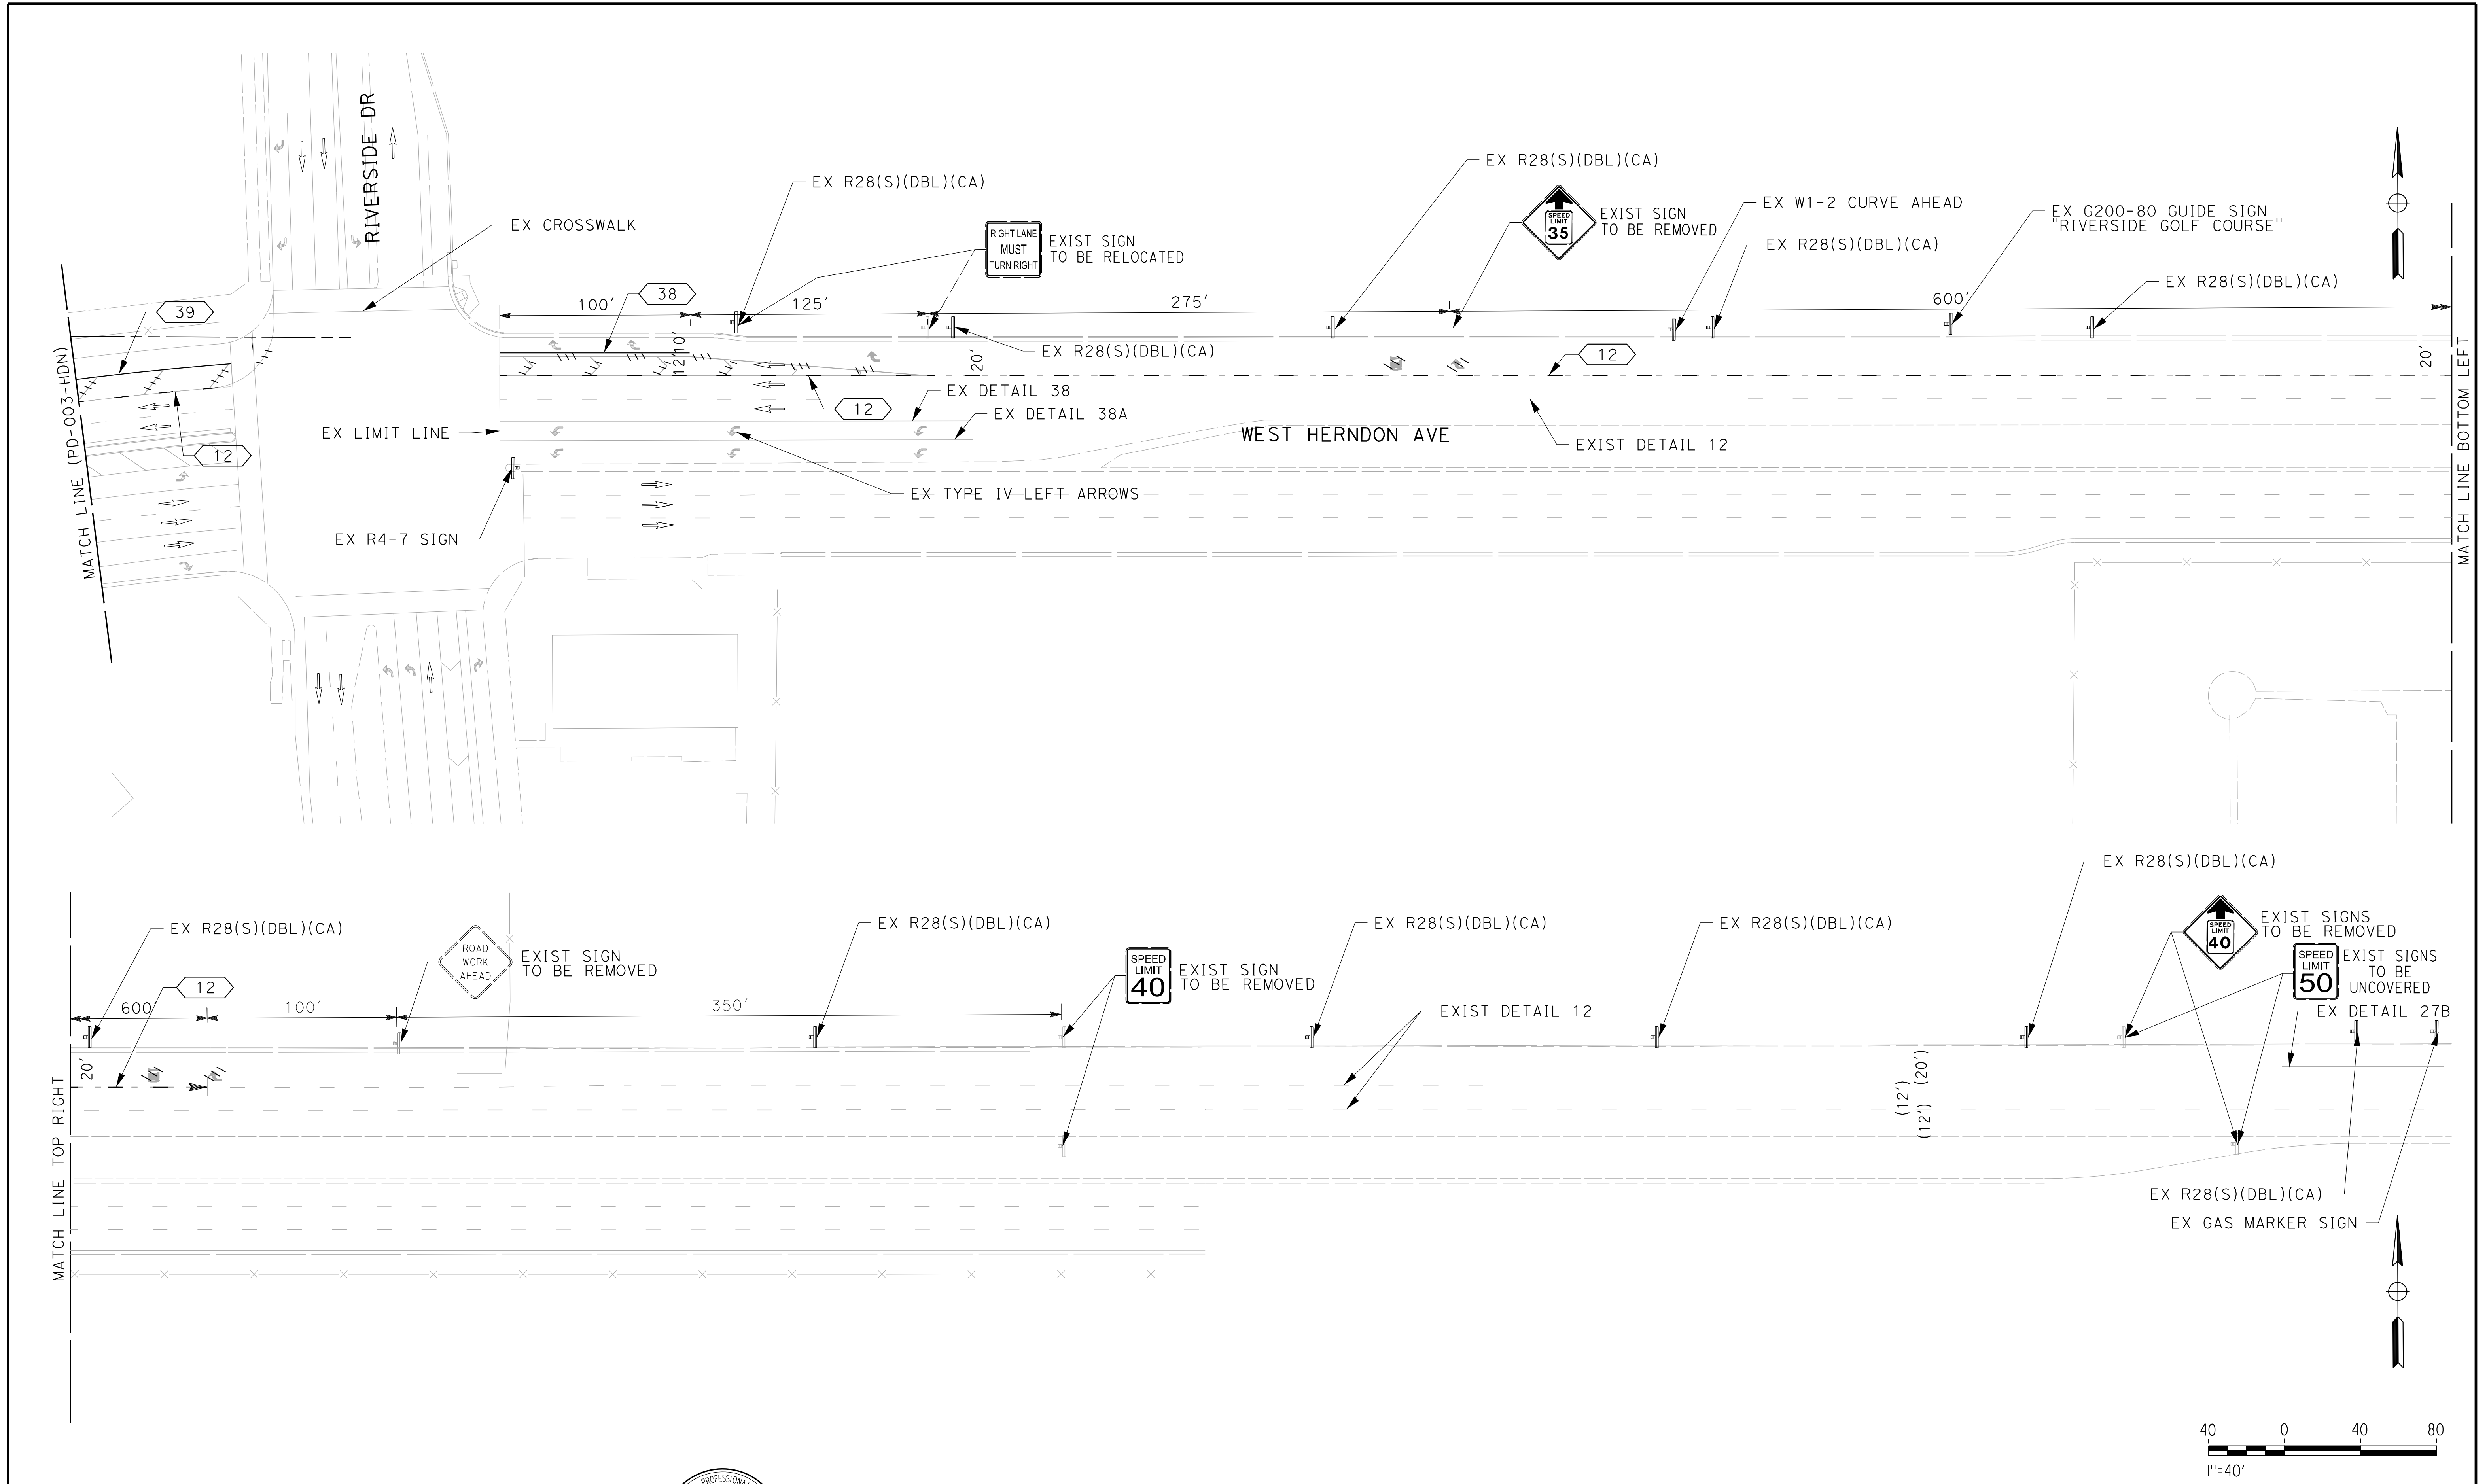 RIVERSIDE DR
EX CROSSWALK
EX R28(S)(DBL)(CA)
RIGHT LANE
MUST
TURN RIGHT
EXIST SIGN
TO BE RELOCATED
EX R28(S)(DBL)(CA)
SPEED
LIMIT
35
EXIST SIGN
TO BE REMOVED
EX W1-2 CURVE AHEAD
EX R28(S)(DBL)(CA)
EX G200-80 GUIDE SIGN
"RIVERSIDE GOLF COURSE"
EX R28(S)(DBL)(CA)
39
100'
38
125'
275'
600'
12'
10'
20'
EX R28(S)(DBL)(CA)
12
20'
12
EX DETAIL 38
EX DETAIL 38A
EX LIMIT LINE
12
WEST HERNDON AVE
EXIST DETAIL 12
EX TYPE IV LEFT ARROWS
EX R4-7 SIGN
MATCH LINE (PD-003-HDN)
MATCH LINE BOTTOM LEFT
EX R28(S)(DBL)(CA)
12
600'
100'
ROAD
WORK
AHEAD
EXIST SIGN
TO BE REMOVED
350'
EX R28(S)(DBL)(CA)
SPEED
LIMIT
40
EXIST SIGN
TO BE REMOVED
EX R28(S)(DBL)(CA)
EXIST DETAIL 12
EX R28(S)(DBL)(CA)
EX R28(S)(DBL)(CA)
SPEED
LIMIT
40
EXIST SIGNS
TO BE REMOVED
SPEED
LIMIT
50
EXIST SIGNS
TO BE
UNCOVERED
EX DETAIL 27B
20'
(12')
(12')
(20')
EX R28(S)(DBL)(CA)
EX GAS MARKER SIGN
MATCH LINE TOP RIGHT
40 0 40 80
1"=40'
PROFESSIONAL